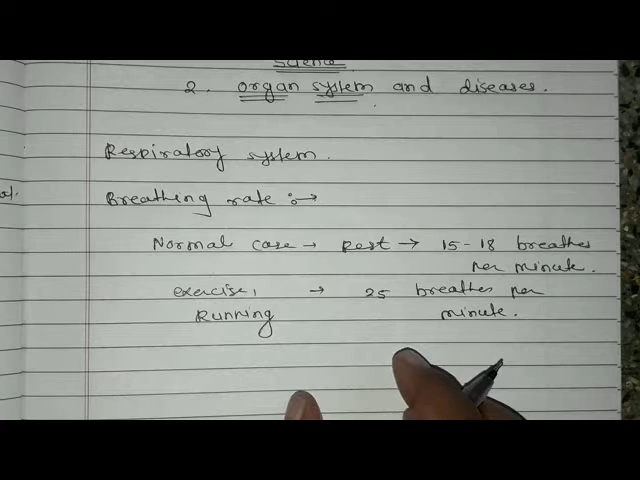 Science
2. organ system and diseases.
Respiratory system.
Breathing rate :→
Normal case → Rest → 15-18 breathes
per minute.
exercise, → 25 breathes per
Running minute.